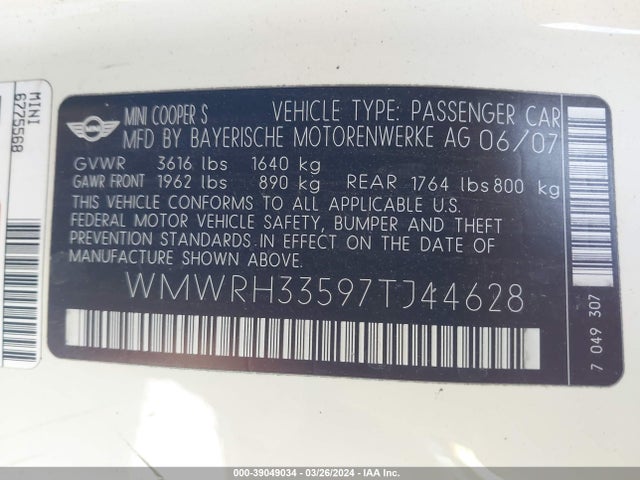 MINI
6775568
MINI
MINI COOPER S VEHICLE TYPE: PASSENGER CAR
MFD BY BAYERISCHE MOTORENWERKE AG 06/07
GVWR 3616 lbs 1640 kg
GAWR FRONT 1962 lbs 890 kg REAR 1764 lbs 800 kg
THIS VEHICLE CONFORMS TO ALL APPLICABLE U.S.
FEDERAL MOTOR VEHICLE SAFETY, BUMPER AND THEFT
PREVENTION STANDARDS IN EFFECT ON THE DATE OF
MANUFACTURE SHOWN ABOVE.
WMWRH33597TJ44628
7 049 307
000-39049034 - 03/26/2024 - IAA Inc.